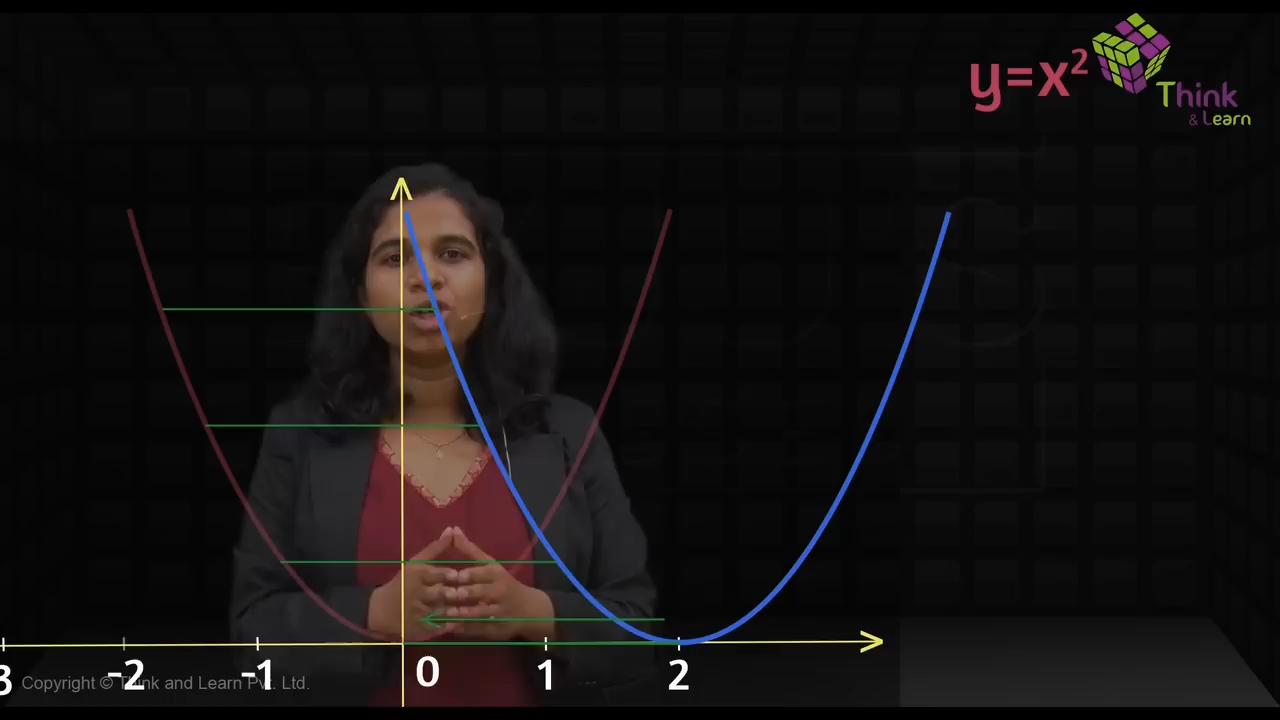 y=x²
Think
& Learn
3 -2 -1 0 1 2
Copyright © Think and Learn Pvt. Ltd.